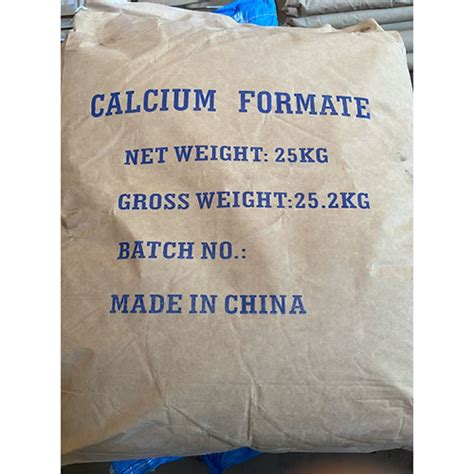 CALCIUM FORMATE
NET WEIGHT: 25KG
GROSS WEIGHT:25.2KG
BATCH NO.:
MADE IN CHINA